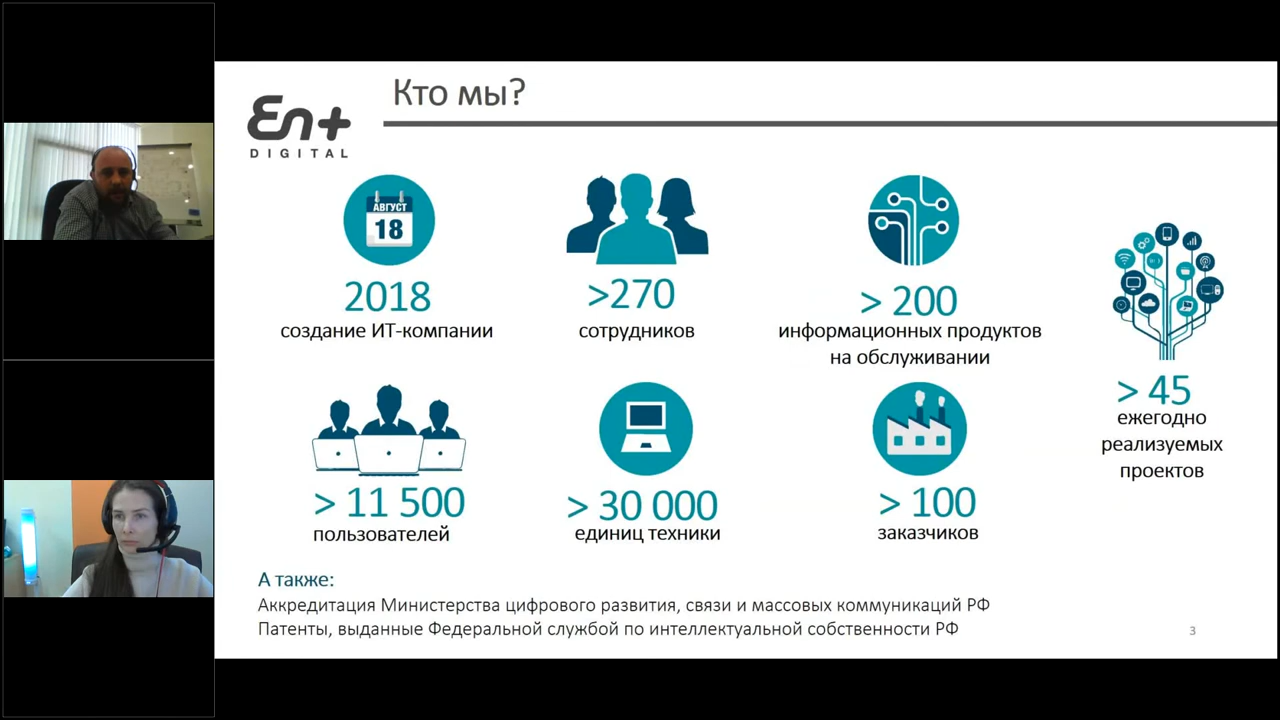 Кто мы?
En+
DIGITAL
АВГУСТ
18
2018
создание ИТ-компании
>270
сотрудников
> 200
информационных продуктов
на обслуживании
> 45
ежегодно
реализуемых
проектов
> 11 500
пользователей
> 30 000
единиц техники
> 100
заказчиков
А также:
Аккредитация Министерства цифрового развития, связи и массовых коммуникаций РФ
Патенты, выданные Федеральной службой по интеллектуальной собственности РФ
3